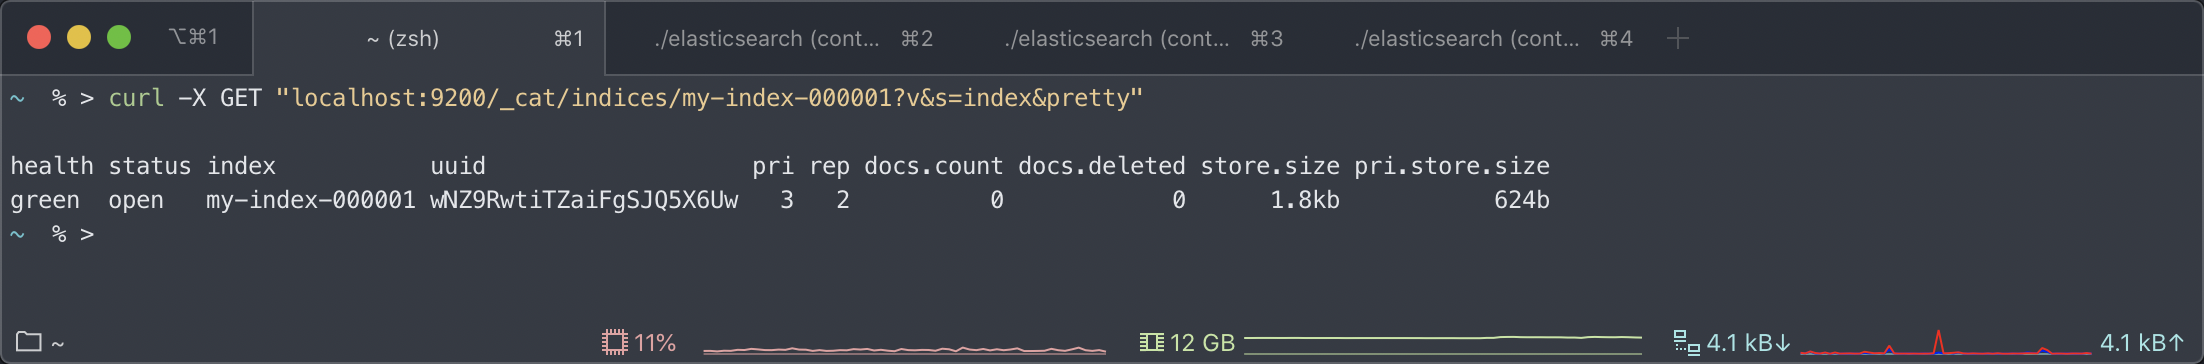 ⌥⌘1 ~ (zsh) ⌘1 ./elasticsearch (cont... ⌘2 ./elasticsearch (cont... ⌘3 ./elasticsearch (cont... ⌘4 +
~ % > curl -X GET "localhost:9200/_cat/indices/my-index-000001?v&s=index&pretty"
health status index uuid pri rep docs.count docs.deleted store.size pri.store.size
green open my-index-000001 wNZ9RwtiTZaiFgSJQ5X6Uw 3 2 0 0 1.8kb 624b
~ % >
~ 11% 12 GB 4.1 kB↓ 4.1 kB↑